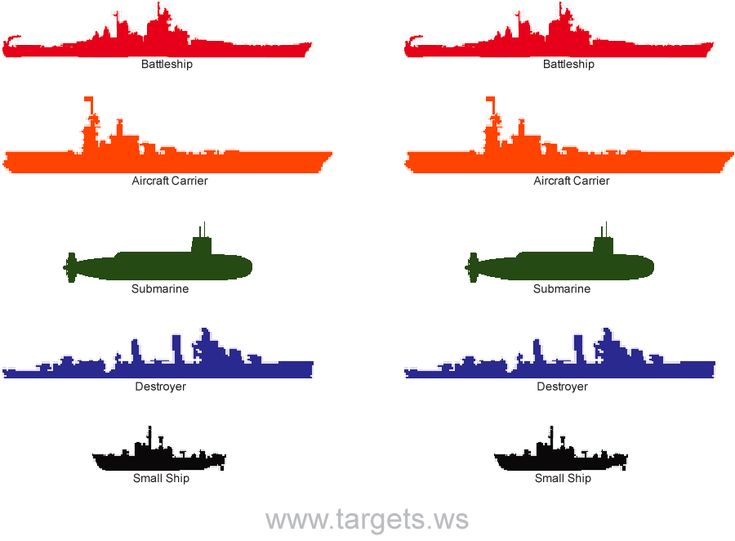 Battleship Battleship
Aircraft Carrier Aircraft Carrier
Submarine Submarine
Destroyer Destroyer
Small Ship Small Ship
www.targets.ws